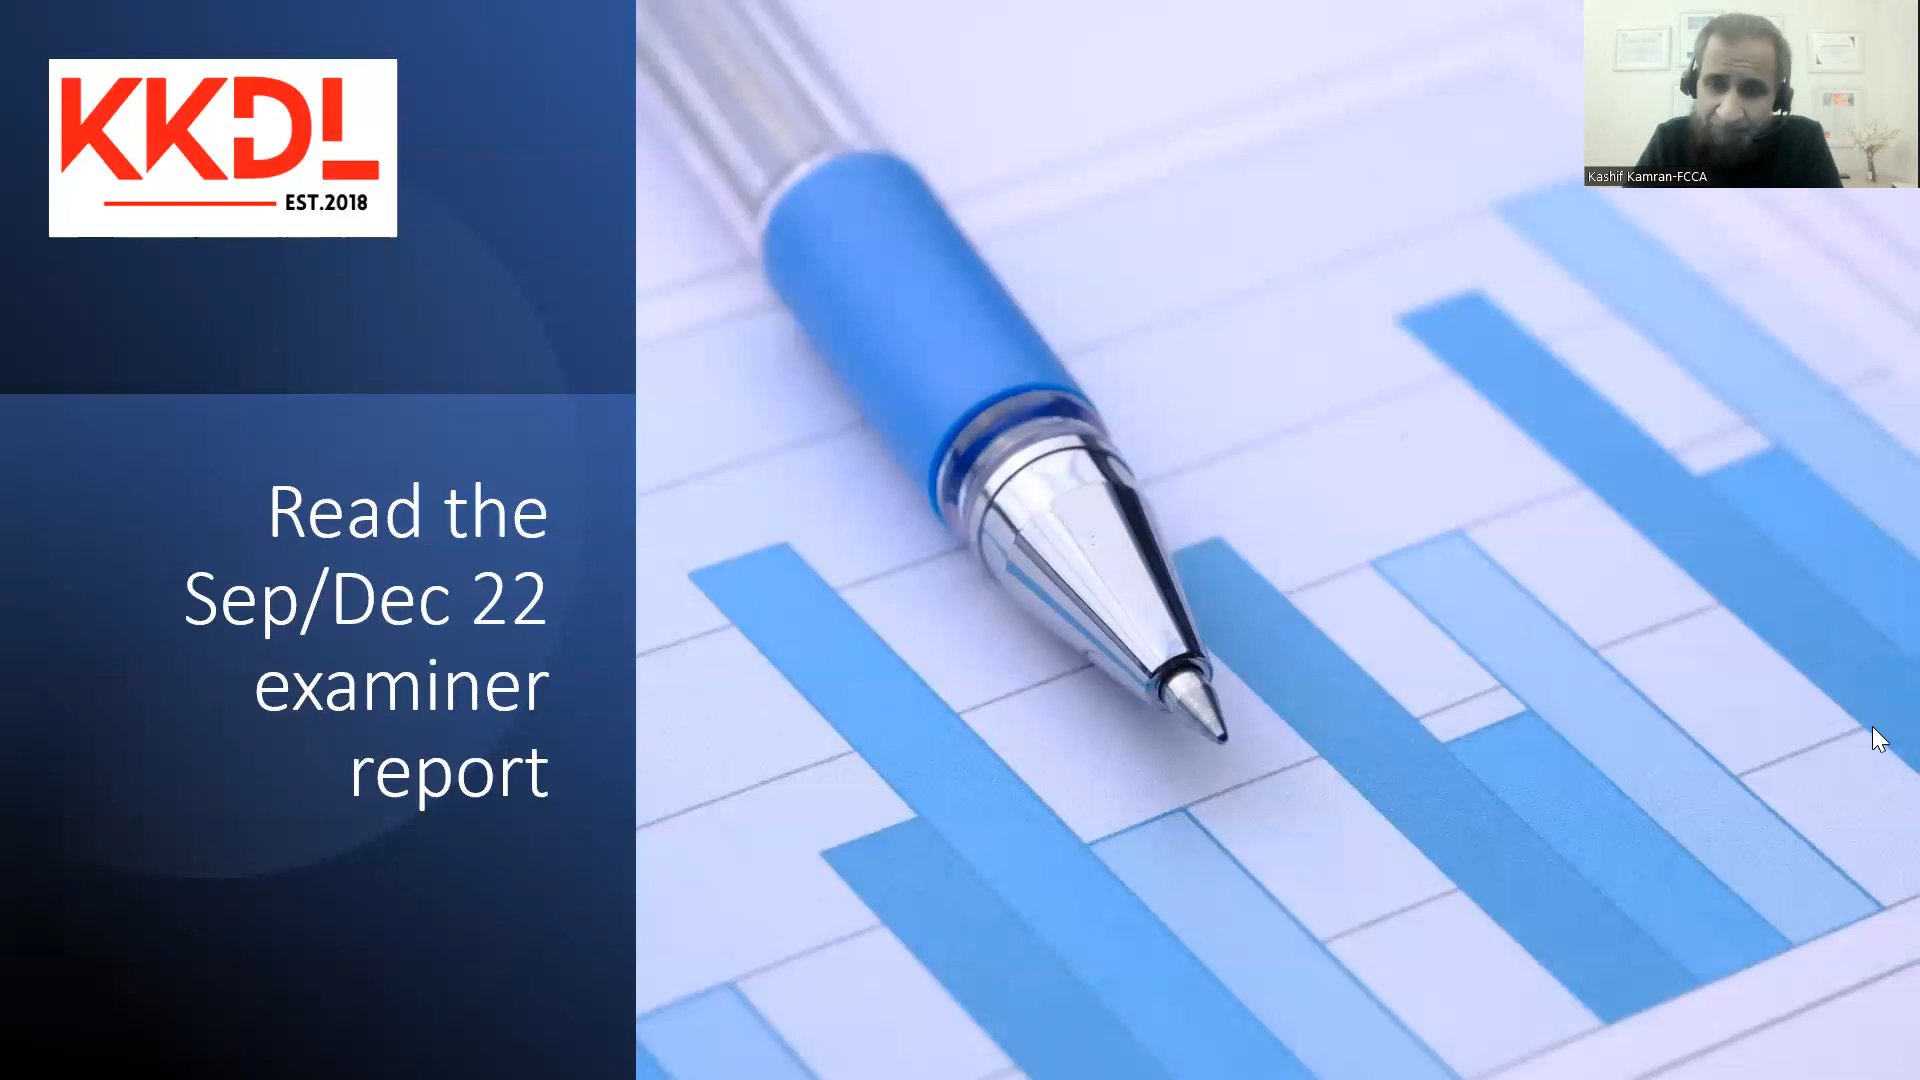 KKDL
EST.2018
Read the
Sep/Dec 22
examiner
report
Kashif Kamran-FCCA